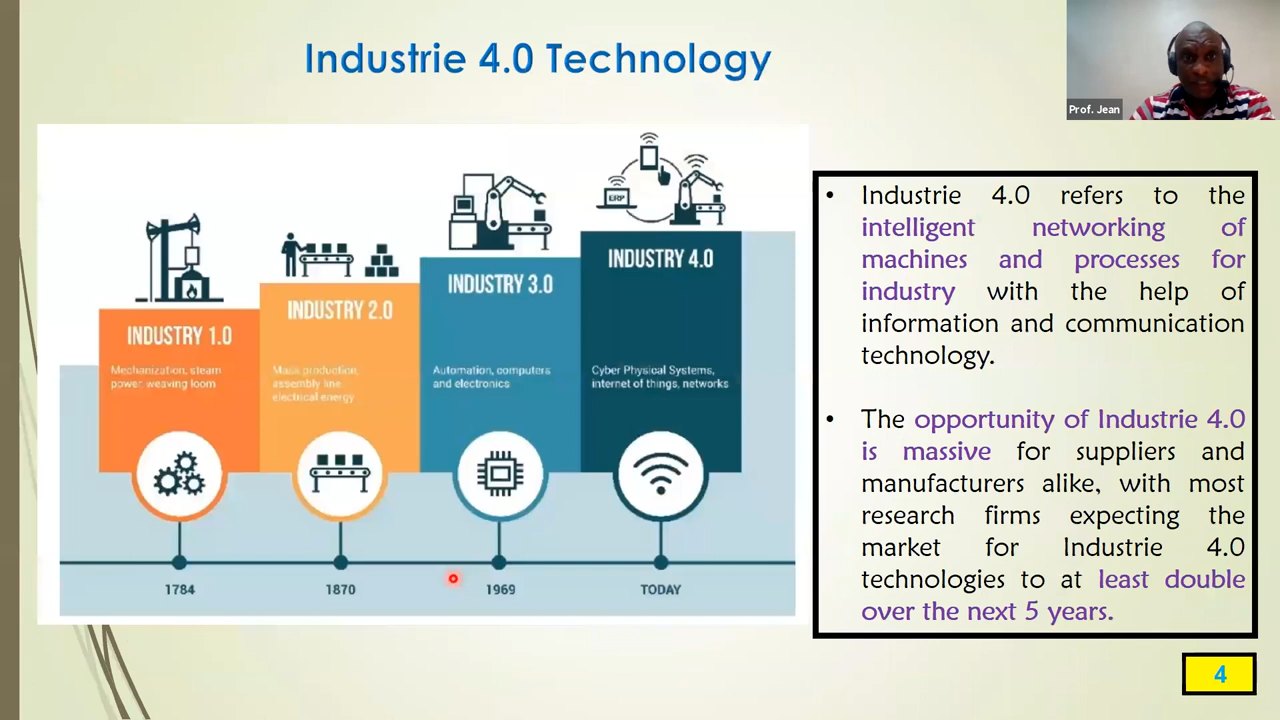 Industrie 4.0 Technology
Prof. Jean
ERP
INDUSTRY 1.0
Mechanization, steam
power, weaving loom
INDUSTRY 2.0
Mass production,
assembly line,
electrical energy
INDUSTRY 3.0
Automation, computers
and electronics
INDUSTRY 4.0
Cyber Physical Systems,
internet of things, networks
1784
1870
1969
TODAY
• Industrie 4.0 refers to the
intelligent networking of
machines and processes for
industry with the help of
information and communication
technology.
• The opportunity of Industrie 4.0
is massive for suppliers and
manufacturers alike, with most
research firms expecting the
market for Industrie 4.0
technologies to at least double
over the next 5 years.
4